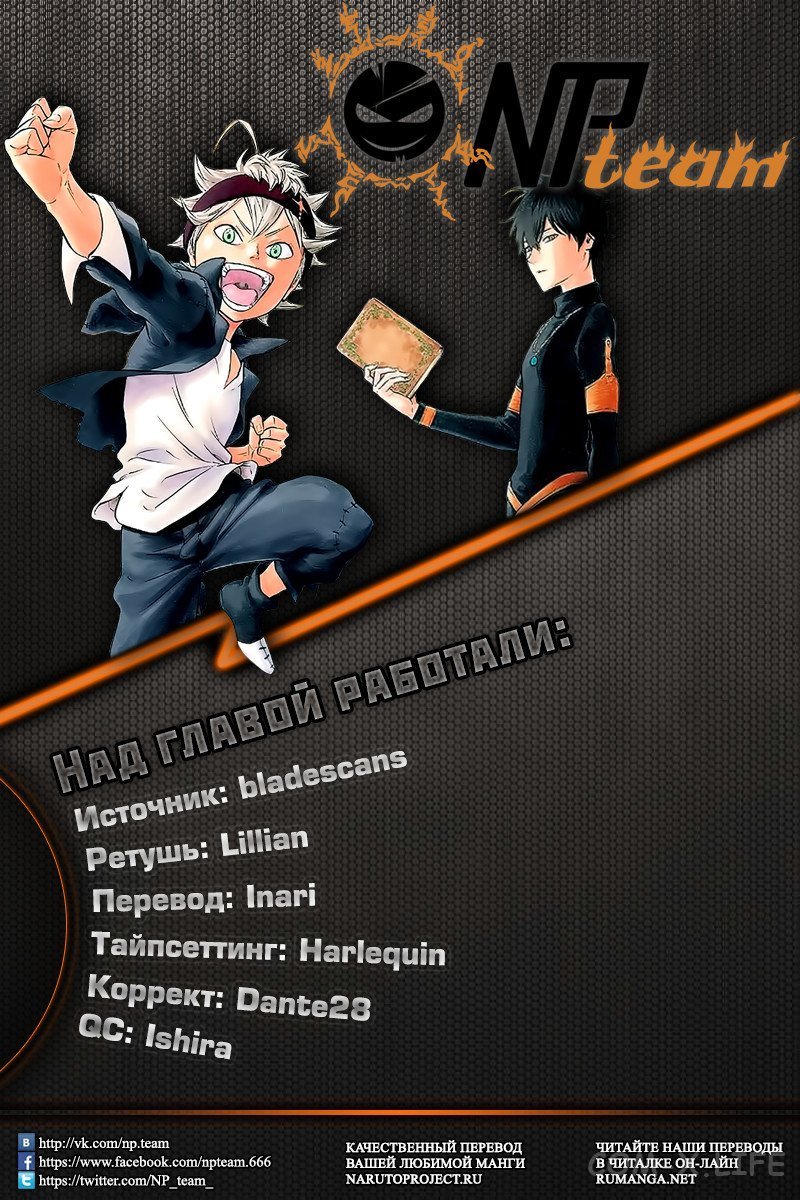 NP
team
Над главой работали:
Источник: bladescans
Ретушь: Lillian
Перевод: Inari
Тайпсеттинг: Harlequin
Коррект: Dante28
QC: Ishira
http://vk.com/np.team
https://www.facebook.com/npteam.666
https://twitter.com/NP_team_
КАЧЕСТВЕННЫЙ ПЕРЕВОД
ВАШЕЙ ЛЮБИМОЙ МАНГИ
NARUTOPROJECT.RU
ЧИТАЙТЕ НАШИ ПЕРЕВОДЫ
В ЧИТАЛКЕ ОН-ЛАЙН
RUMANGA.NET
COM-X.LIFE